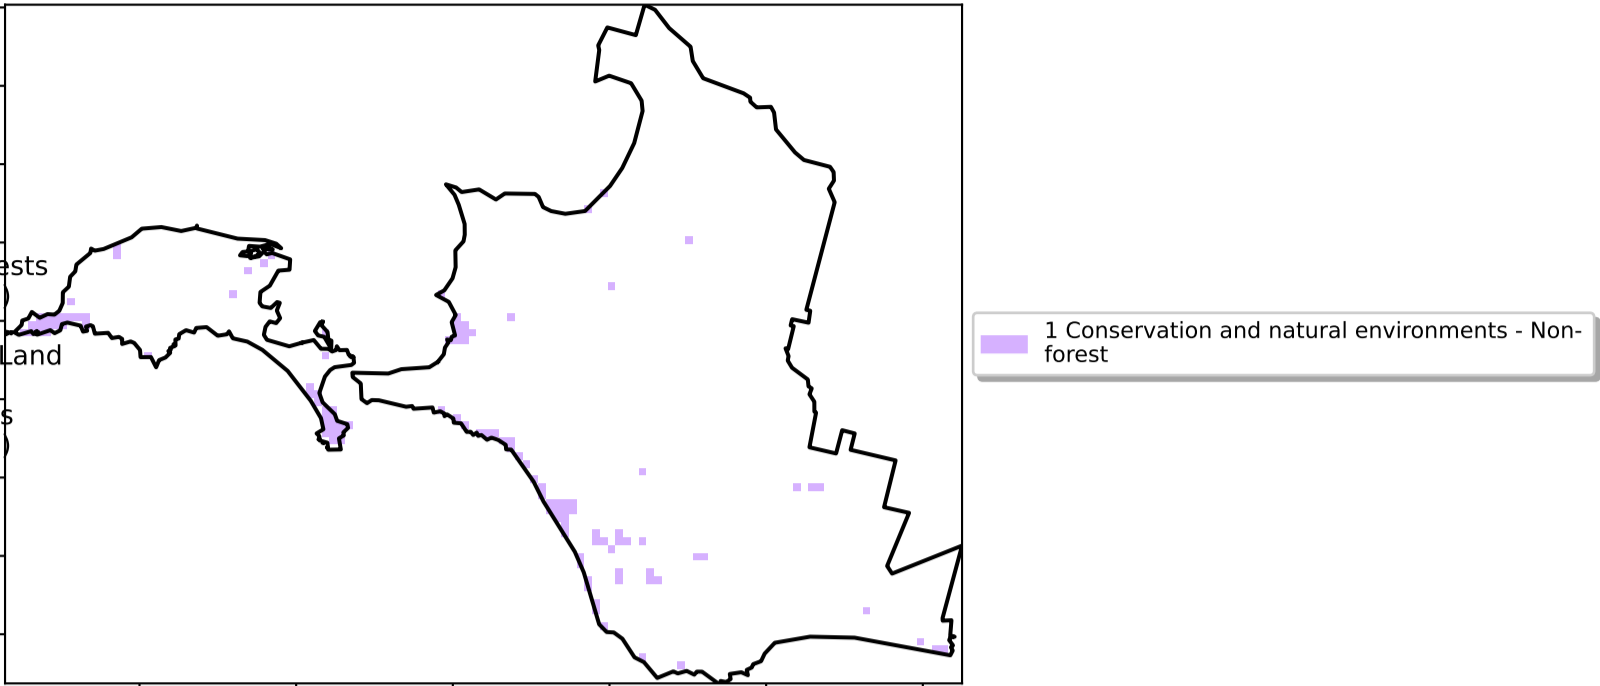 ests
)
Land
s
)
1 Conservation and natural environments - Non-
forest